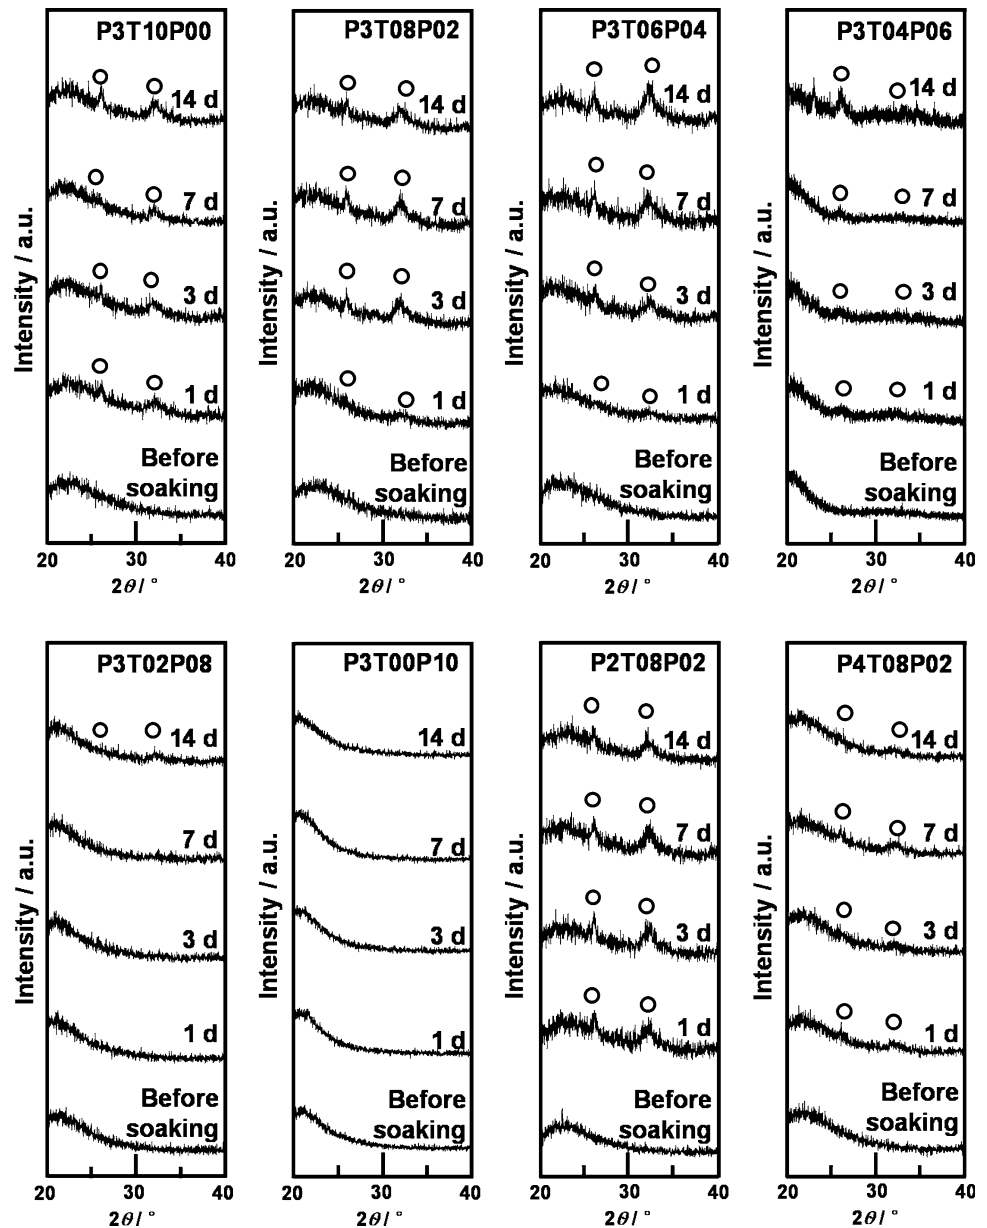 P3T10P00
14 d
7 d
3 d
1 d
Before
soaking
Intensity / a.u.
20 30 40
2θ / °
P3T08P02
14 d
7 d
3 d
1 d
Before
soaking
Intensity / a.u.
20 30 40
2θ / °
P3T06P04
14 d
7 d
3 d
1 d
Before
soaking
Intensity / a.u.
20 30 40
2θ / °
P3T04P06
14 d
7 d
3 d
1 d
Before
soaking
Intensity / a.u.
20 30 40
2θ / °
P3T02P08
14 d
7 d
3 d
1 d
Before
soaking
Intensity / a.u.
20 30 40
2θ / °
P3T00P10
14 d
7 d
3 d
1 d
Before
soaking
Intensity / a.u.
20 30 40
2θ / °
P2T08P02
14 d
7 d
3 d
1 d
Before
soaking
Intensity / a.u.
20 30 40
2θ / °
P4T08P02
14 d
7 d
3 d
1 d
Before
soaking
Intensity / a.u.
20 30 40
2θ / °